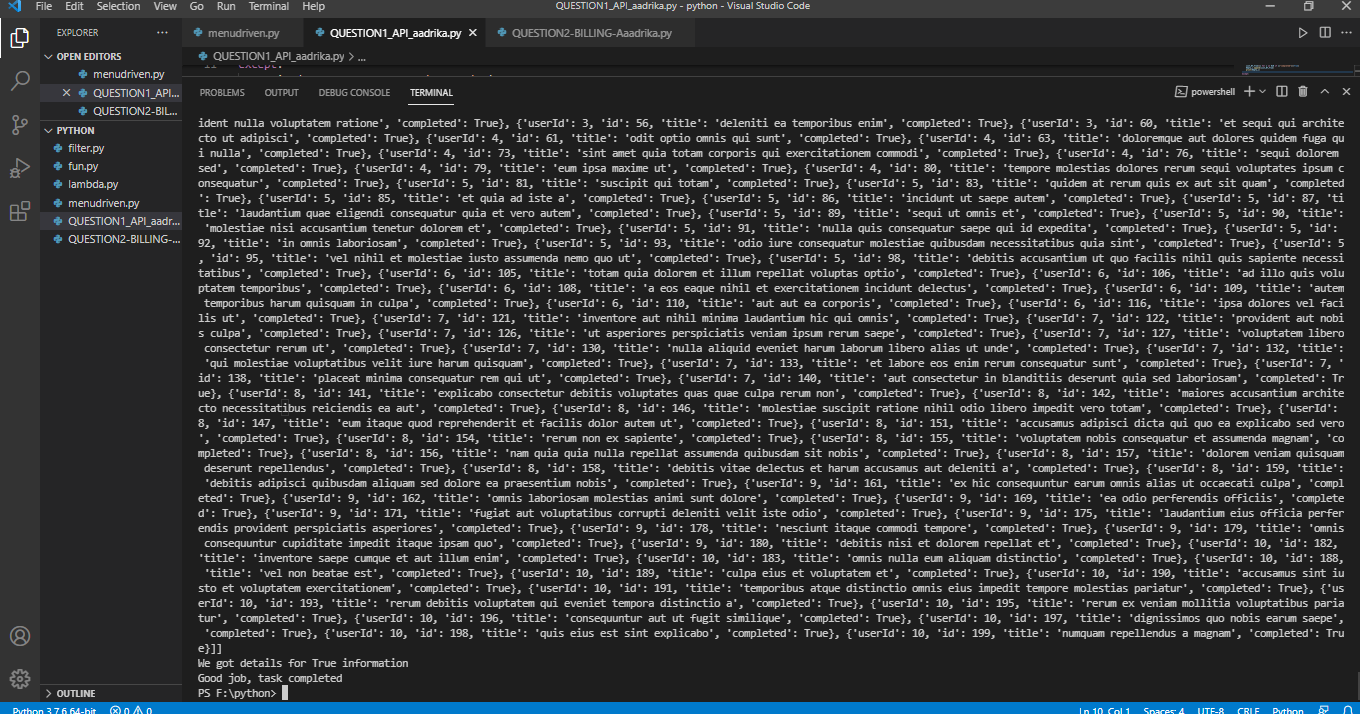 File Edit Selection View Go Run Terminal Help
QUESTION1_API_aadrika.py - python - Visual Studio Code
EXPLORER
OPEN EDITORS
menudriven.py
QUESTION1_API...
QUESTION2-BIL...
PYTHON
filter.py
fun.py
lambda.py
menudriven.py
QUESTION1_API_aadr...
QUESTION2-BILLING-...
OUTLINE
menudriven.py QUESTION1_API_aadrika.py QUESTION2-BILLING-Aaadrika.py
QUESTION1_API_aadrika.py > ...
11 except:
PROBLEMS OUTPUT DEBUG CONSOLE TERMINAL
powershell
ident nulla voluptatem ratione', 'completed': True}, {'userId': 3, 'id': 56, 'title': 'deleniti ea temporibus enim', 'completed': True}, {'userId': 3, 'id': 60, 'title': 'et sequi qui archite
cto ut adipisci', 'completed': True}, {'userId': 4, 'id': 61, 'title': 'odit optio omnis qui sunt', 'completed': True}, {'userId': 4, 'id': 63, 'title': 'doloremque aut dolores quidem fuga qu
i nulla', 'completed': True}, {'userId': 4, 'id': 73, 'title': 'sint amet quia totam corporis qui exercitationem commodi', 'completed': True}, {'userId': 4, 'id': 76, 'title': 'sequi dolorem
sed', 'completed': True}, {'userId': 4, 'id': 79, 'title': 'eum ipsa maxime ut', 'completed': True}, {'userId': 4, 'id': 80, 'title': 'tempore molestias dolores rerum sequi voluptates ipsum c
onsequatur', 'completed': True}, {'userId': 5, 'id': 81, 'title': 'suscipit qui totam', 'completed': True}, {'userId': 5, 'id': 83, 'title': 'quidem at rerum quis ex aut sit quam', 'completed
': True}, {'userId': 5, 'id': 85, 'title': 'et quia ad iste a', 'completed': True}, {'userId': 5, 'id': 86, 'title': 'incidunt ut saepe autem', 'completed': True}, {'userId': 5, 'id': 87, 'ti
tle': 'laudantium quae eligendi consequatur quia et vero autem', 'completed': True}, {'userId': 5, 'id': 89, 'title': 'sequi ut omnis et', 'completed': True}, {'userId': 5, 'id': 90, 'title':
'molestiae nisi accusantium tenetur dolorem et', 'completed': True}, {'userId': 5, 'id': 91, 'title': 'nulla quis consequatur saepe qui id expedita', 'completed': True}, {'userId': 5, 'id':
92, 'title': 'in omnis laboriosam', 'completed': True}, {'userId': 5, 'id': 93, 'title': 'odio iure consequatur molestiae quibusdam necessitatibus quia sint', 'completed': True}, {'userId': 5
, 'id': 95, 'title': 'vel nihil et molestiae iusto assumenda nemo quo ut', 'completed': True}, {'userId': 5, 'id': 98, 'title': 'debitis accusantium ut quo facilis nihil quis sapiente necessi
tatibus', 'completed': True}, {'userId': 6, 'id': 105, 'title': 'totam quia dolorem et illum repellat voluptas optio', 'completed': True}, {'userId': 6, 'id': 106, 'title': 'ad illo quis volu
ptatem temporibus', 'completed': True}, {'userId': 6, 'id': 108, 'title': 'a eos eaque nihil et exercitationem incidunt delectus', 'completed': True}, {'userId': 6, 'id': 109, 'title': 'autem
temporibus harum quisquam in culpa', 'completed': True}, {'userId': 6, 'id': 110, 'title': 'aut aut ea corporis', 'completed': True}, {'userId': 6, 'id': 116, 'title': 'ipsa dolores vel faci
lis ut', 'completed': True}, {'userId': 7, 'id': 121, 'title': 'inventore aut nihil minima laudantium hic qui omnis', 'completed': True}, {'userId': 7, 'id': 122, 'title': 'provident aut nobi
s culpa', 'completed': True}, {'userId': 7, 'id': 126, 'title': 'ut asperiores perspiciatis veniam ipsum rerum saepe', 'completed': True}, {'userId': 7, 'id': 127, 'title': 'voluptatem libero
consectetur rerum ut', 'completed': True}, {'userId': 7, 'id': 130, 'title': 'nulla aliquid eveniet harum laborum libero alias ut unde', 'completed': True}, {'userId': 7, 'id': 132, 'title':
'qui molestiae voluptatibus velit iure harum quisquam', 'completed': True}, {'userId': 7, 'id': 133, 'title': 'et labore eos enim rerum consequatur sunt', 'completed': True}, {'userId': 7, '
id': 138, 'title': 'placeat minima consequatur rem qui ut', 'completed': True}, {'userId': 7, 'id': 140, 'title': 'aut consectetur in blanditiis deserunt quia sed laboriosam', 'completed': Tr
ue}, {'userId': 8, 'id': 141, 'title': 'explicabo consectetur debitis voluptates quas quae culpa rerum non', 'completed': True}, {'userId': 8, 'id': 142, 'title': 'maiores accusantium archite
cto necessitatibus reiciendis ea aut', 'completed': True}, {'userId': 8, 'id': 146, 'title': 'molestiae suscipit ratione nihil odio libero impedit vero totam', 'completed': True}, {'userId':
8, 'id': 147, 'title': 'eum itaque quod reprehenderit et facilis dolor autem ut', 'completed': True}, {'userId': 8, 'id': 151, 'title': 'accusamus adipisci dicta qui quo ea explicabo sed vero
', 'completed': True}, {'userId': 8, 'id': 154, 'title': 'rerum non ex sapiente', 'completed': True}, {'userId': 8, 'id': 155, 'title': 'voluptatem nobis consequatur et assumenda magnam', 'co
mpleted': True}, {'userId': 8, 'id': 156, 'title': 'nam quia quia nulla repellat assumenda quibusdam sit nobis', 'completed': True}, {'userId': 8, 'id': 157, 'title': 'dolorem veniam quisquam
deserunt repellendus', 'completed': True}, {'userId': 8, 'id': 158, 'title': 'debitis vitae delectus et harum accusamus aut deleniti a', 'completed': True}, {'userId': 8, 'id': 159, 'title':
'debitis adipisci quibusdam aliquam sed dolore ea praesentium nobis', 'completed': True}, {'userId': 9, 'id': 161, 'title': 'ex hic consequuntur earum omnis alias ut occaecati culpa', 'compl
eted': True}, {'userId': 9, 'id': 162, 'title': 'omnis laboriosam molestias animi sunt dolore', 'completed': True}, {'userId': 9, 'id': 169, 'title': 'ea odio perferendis officiis', 'complete
d': True}, {'userId': 9, 'id': 171, 'title': 'fugiat aut voluptatibus corrupti deleniti velit iste odio', 'completed': True}, {'userId': 9, 'id': 175, 'title': 'laudantium eius officia perfer
endis provident perspiciatis asperiores', 'completed': True}, {'userId': 9, 'id': 178, 'title': 'nesciunt itaque commodi tempore', 'completed': True}, {'userId': 9, 'id': 179, 'title': 'omnis
consequuntur cupiditate impedit itaque ipsam quo', 'completed': True}, {'userId': 9, 'id': 180, 'title': 'debitis nisi et dolorem repellat et', 'completed': True}, {'userId': 10, 'id': 182,
'title': 'inventore saepe cumque et aut illum enim', 'completed': True}, {'userId': 10, 'id': 183, 'title': 'omnis nulla eum aliquam distinctio', 'completed': True}, {'userId': 10, 'id': 188,
'title': 'vel non beatae est', 'completed': True}, {'userId': 10, 'id': 189, 'title': 'culpa eius et voluptatem et', 'completed': True}, {'userId': 10, 'id': 190, 'title': 'accusamus sint iu
sto et voluptatem exercitationem', 'completed': True}, {'userId': 10, 'id': 191, 'title': 'temporibus atque distinctio omnis eius impedit tempore molestias pariatur', 'completed': True}, {'us
erId': 10, 'id': 193, 'title': 'rerum debitis voluptatem qui eveniet tempora distinctio a', 'completed': True}, {'userId': 10, 'id': 195, 'title': 'rerum ex veniam mollitia voluptatibus paria
tur', 'completed': True}, {'userId': 10, 'id': 196, 'title': 'consequuntur aut ut fugit similique', 'completed': True}, {'userId': 10, 'id': 197, 'title': 'dignissimos quo nobis earum saepe',
'completed': True}, {'userId': 10, 'id': 198, 'title': 'quis eius est sint explicabo', 'completed': True}, {'userId': 10, 'id': 199, 'title': 'numquam repellendus a magnam', 'completed': Tru
e}]]
We got details for True information
Good job, task completed
PS F:\python>
Python 3.7.6 64-bit 0 0 Ln 10, Col 1 Spaces: 4 UTF-8 CRLF Python